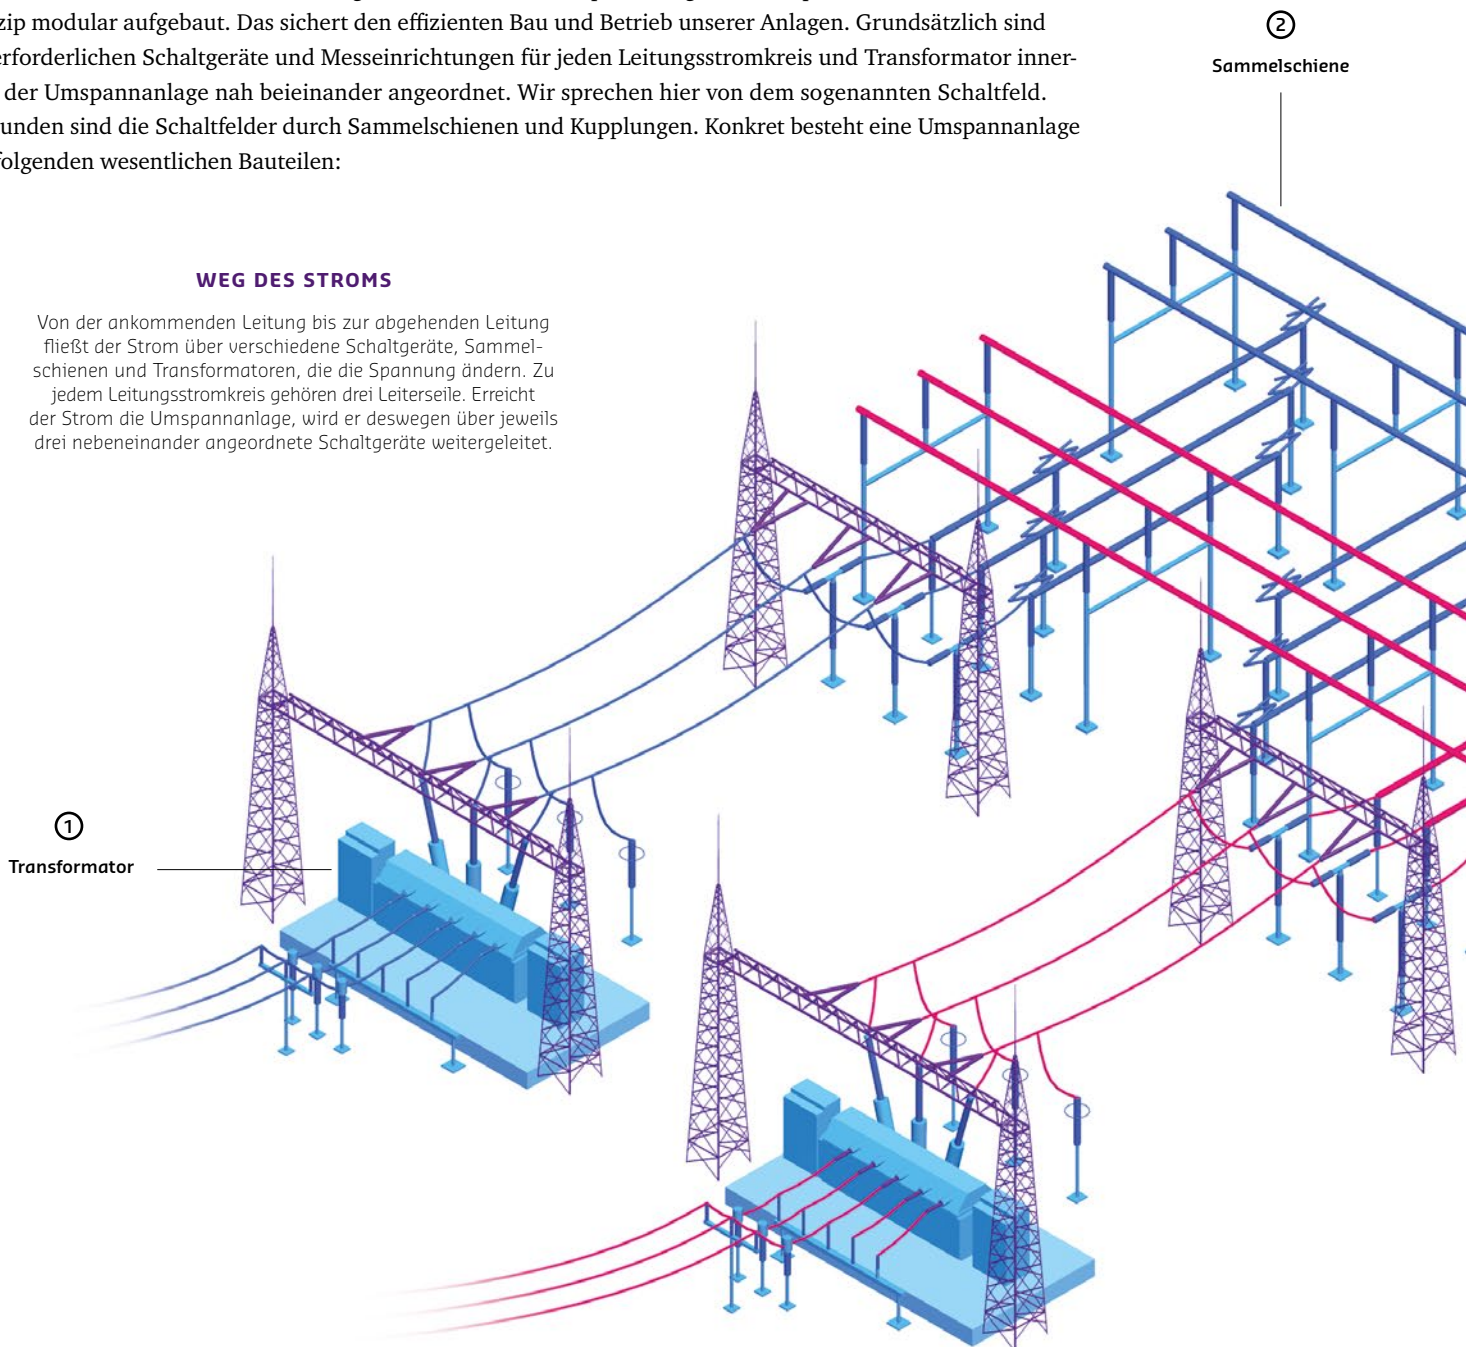 zip modular aufgebaut. Das sichert den effizienten Bau und Betrieb unserer Anlagen. Grundsätzlich sind
erforderlichen Schaltgeräte und Messeinrichtungen für jeden Leitungsstromkreis und Transformator inner-
der Umspannanlage nah beieinander angeordnet. Wir sprechen hier von dem sogenannten Schaltfeld.
unden sind die Schaltfelder durch Sammelschienen und Kupplungen. Konkret besteht eine Umspannanlage
folgenden wesentlichen Bauteilen:
2
Sammelschiene
WEG DES STROMS
Von der ankommenden Leitung bis zur abgehenden Leitung
fließt der Strom über verschiedene Schaltgeräte, Sammel-
schienen und Transformatoren, die die Spannung ändern. Zu
jedem Leitungsstromkreis gehören drei Leiterseile. Erreicht
der Strom die Umspannanlage, wird er deswegen über jeweils
drei nebeneinander angeordnete Schaltgeräte weitergeleitet.
1
Transformator